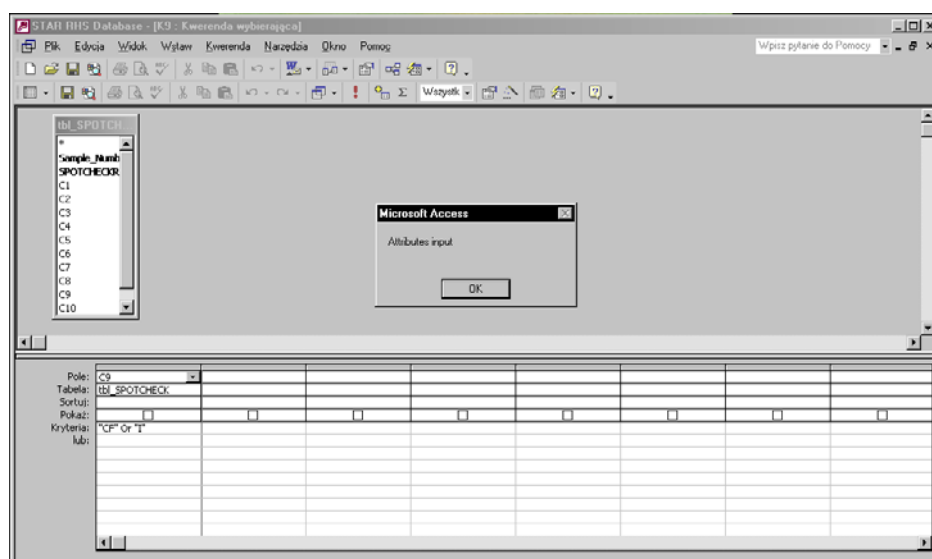 STAR RHS Database - [K9 : Kwerenda wybierająca]
Plik Edycja Widok Wstaw Kwerenda Narzędzia Okno Pomoc
Wpisz pytanie do Pomocy
Wszystk
tbl_SPOTCH
*
Sample_Numb
SPOTCHECKR
C1
C2
C3
C4
C5
C6
C7
C8
C9
C10
Microsoft Access
Attributes input
OK
Pole: C9
Tabela: tbl_SPOTCHECK
Sortuj:
Pokaż:
Kryteria: "CF" Or "I"
lub: